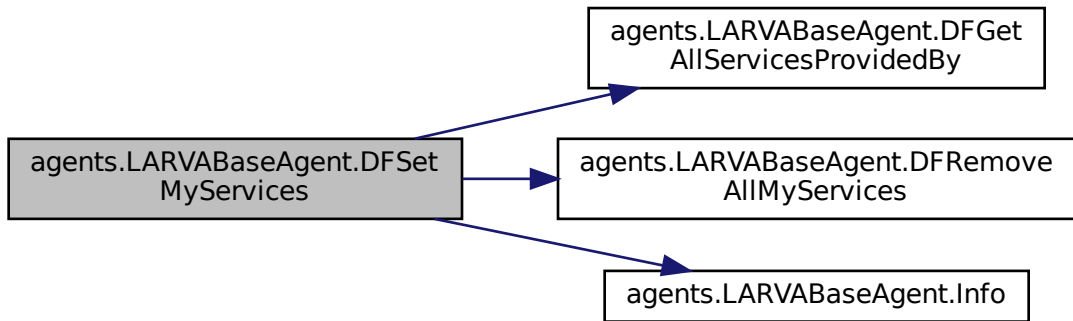 agents.LARVABaseAgent.DFSet
MyServices
agents.LARVABaseAgent.DFGet
AllServicesProvidedBy
agents.LARVABaseAgent.DFRemove
AllMyServices
agents.LARVABaseAgent.Info